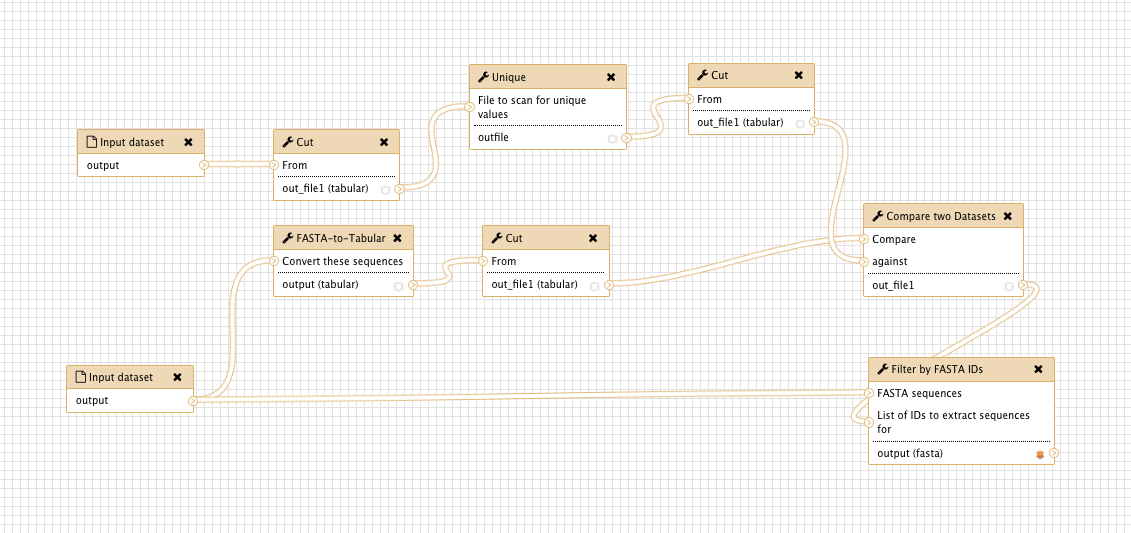 Unique
File to scan for unique
values
outfile
Cut
From
out_file1 (tabular)
Input dataset
output
Cut
From
out_file1 (tabular)
FASTA-to-Tabular
Convert these sequences
output (tabular)
Cut
From
out_file1 (tabular)
Compare two Datasets
Compare
against
out_file1
Input dataset
output
Filter by FASTA IDs
FASTA sequences
List of IDs to extract sequences
for
output (fasta)